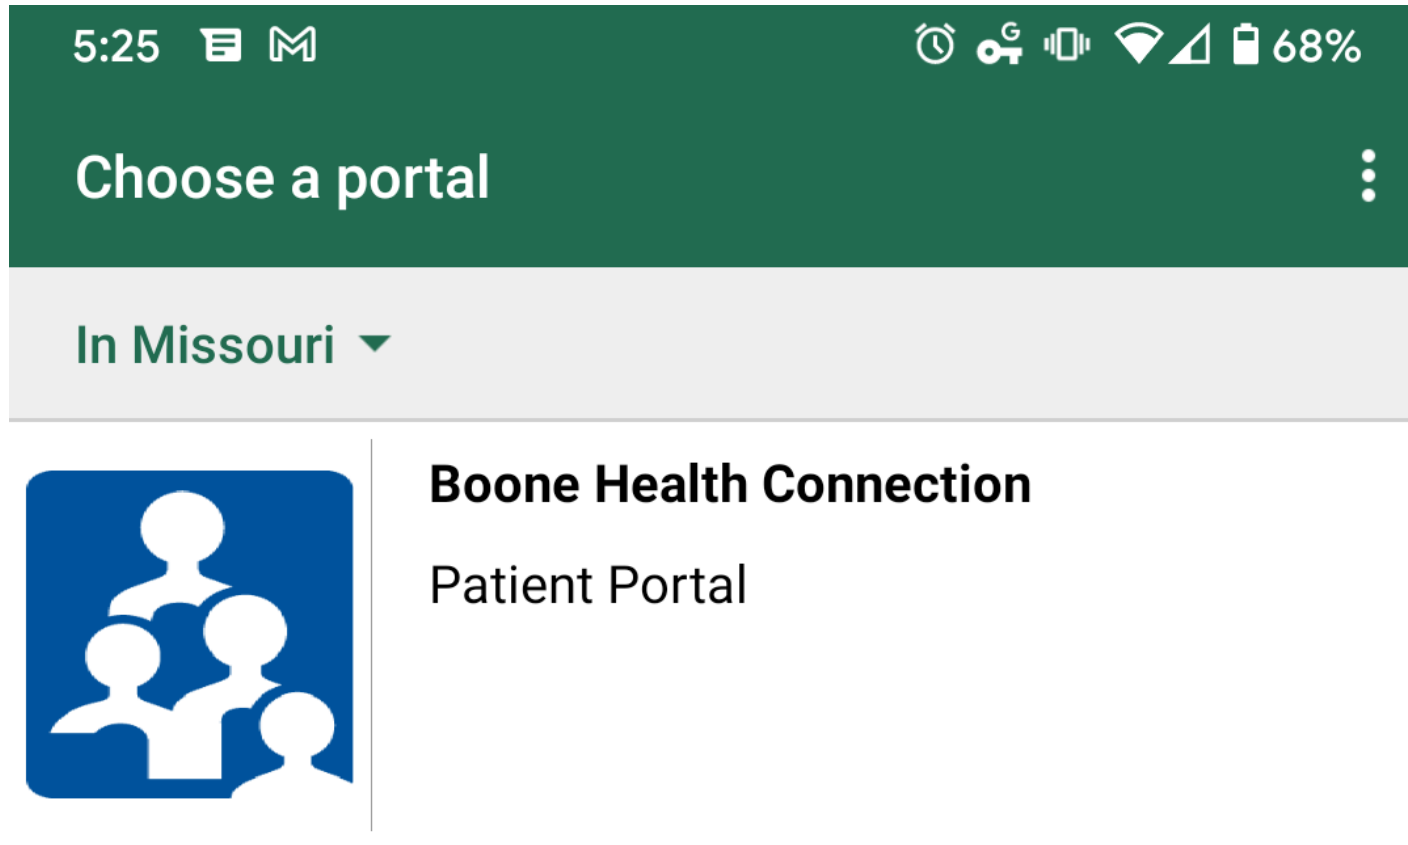 5:25 68%
Choose a portal
In Missouri
Boone Health Connection
Patient Portal